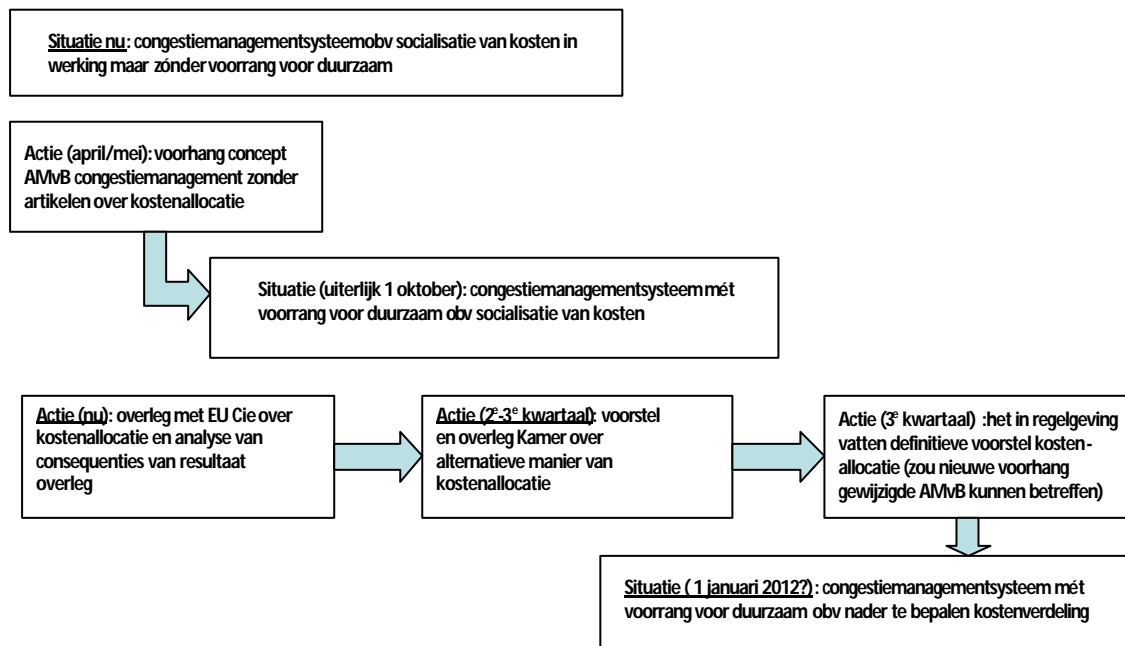 Situatie nu: congestiemanagementsysteemobv socialisatie van kosten in
werking maar zónder voorrang voor duurzaam
Actie (april/mei): voorhang concept
AMvB congestiemanagement zonder
artikelen over kostenallocatie
Situatie (uiterlijk 1 oktober): congestiemanagementsysteem mét
voorrang voor duurzaam obv socialisatie van kosten
Actie (nu): overleg met EU Cie over
kostenallocatie en analyse van
consequenties van resultaat
overleg
Actie (2e-3e kwartaal): voorstel
en overleg Kamer over
alternatieve manier van
kostenallocatie
Actie (3e kwartaal) :het in regelgeving
vatten definitieve voorstel kosten-
allocatie (zou nieuwe voorhang
gewijzigde AMvB kunnen betreffen)
Situatie ( 1 januari 2012?): congestiemanagementsysteem mét
voorrang voor duurzaam obv nader te bepalen kostenverdeling